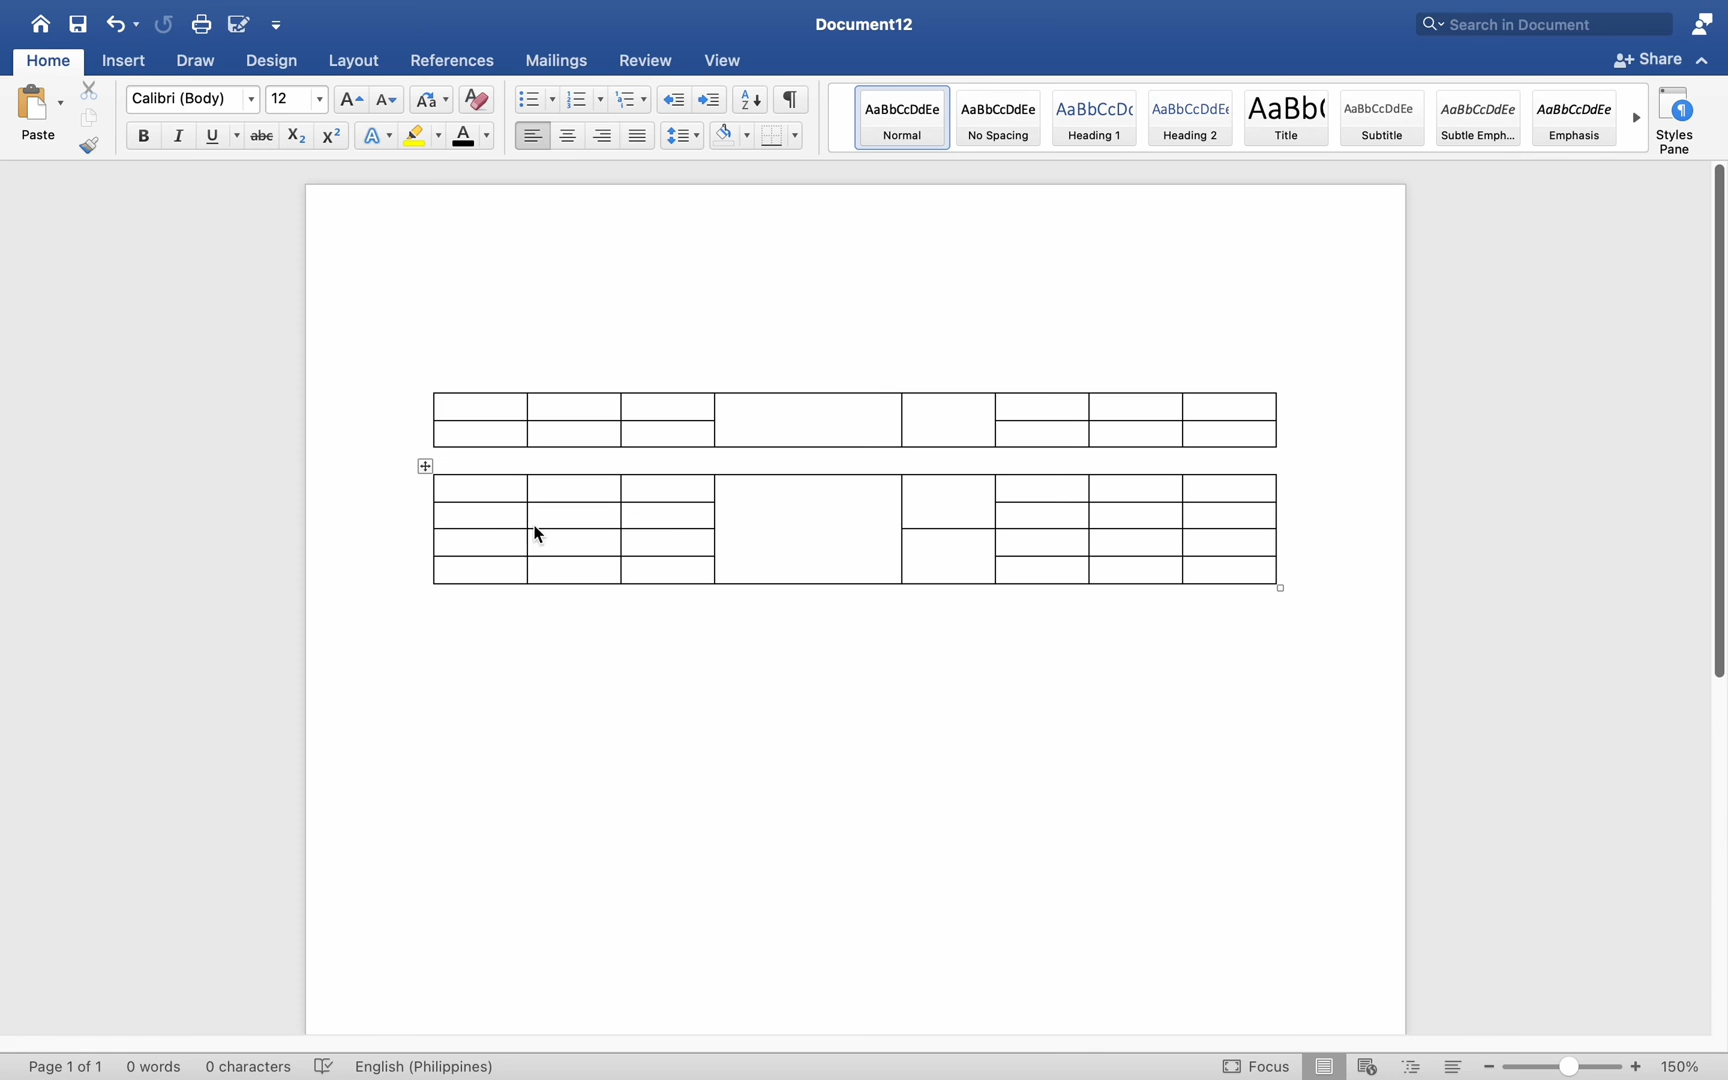 Document12
Search in Document
Home Insert Draw Design Layout References Mailings Review View
Share
Paste
Calibri (Body) 12
AaBbCcDdEe AaBbCcDdEe AaBbCcDc AaBbCcDdEe AaBb( AaBbCcDdEe AaBbCcDdEe AaBbCcDdEe
Normal No Spacing Heading 1 Heading 2 Title Subtitle Subtle Emph... Emphasis
Styles
Pane
Page 1 of 1 0 words 0 characters English (Philippines) Focus 150%